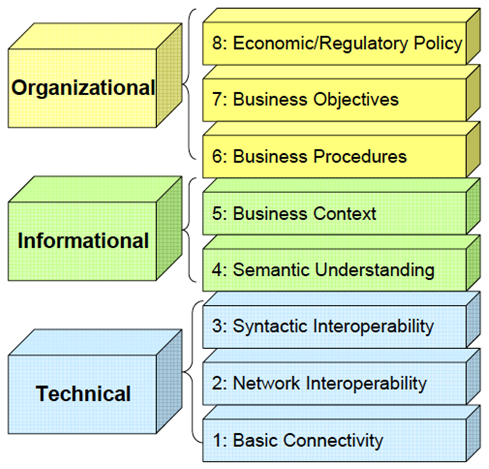 Organizational
8: Economic/Regulatory Policy
7: Business Objectives
6: Business Procedures
Informational
5: Business Context
4: Semantic Understanding
Technical
3: Syntactic Interoperability
2: Network Interoperability
1: Basic Connectivity